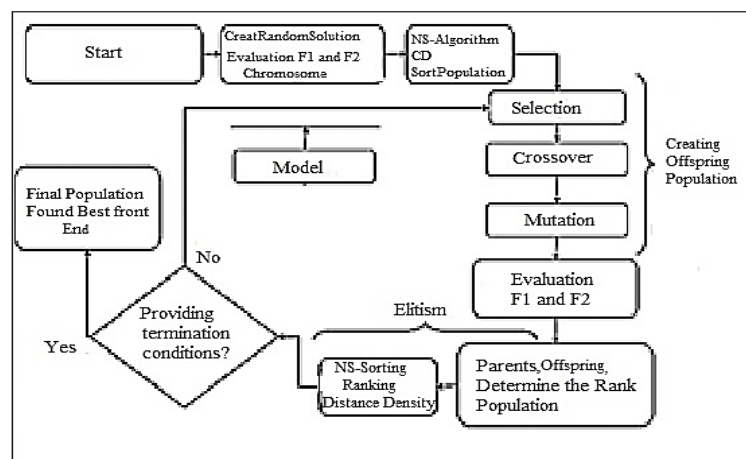 Start
CreatRandomSolution
Evaluation F1 and F2
Chromosome
NS-Algorithm
CD
SortPopulation
Selection
Crossover
Mutation
Creating
Offspring
Population
Model
Final Population
Found Best front
End
No
Yes
Providing
termination
conditions?
Evaluation
F1 and F2
Elitism
NS-Sorting
Ranking
Distance Density
Parents,Offspring,
Determine the Rank
Population